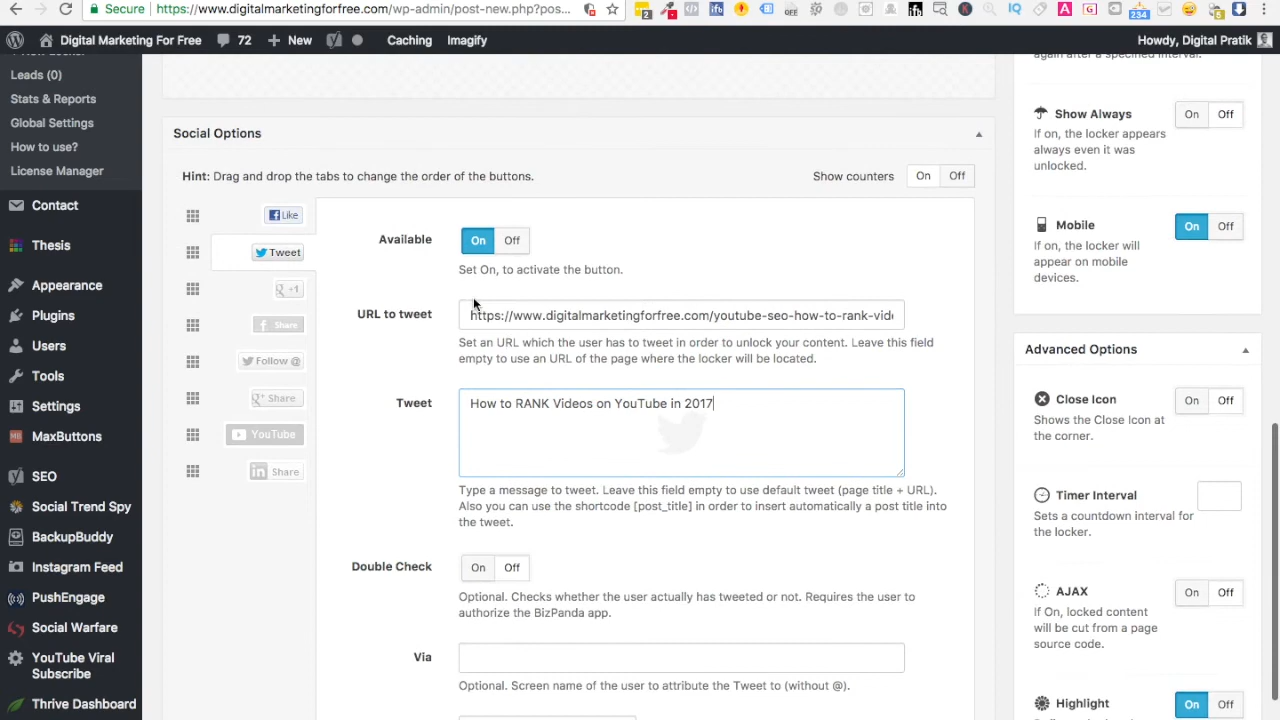 Secure
https://www.digitalmarketingforfree.com/wp-admin/post-new.php?pos...
2
234
5
Digital Marketing For Free
72
New
Caching
Imagify
Howdy, Digital Pratik
Leads (0)
Stats & Reports
Global Settings
How to use?
License Manager
Contact
Thesis
Appearance
Plugins
Users
Tools
Settings
MaxButtons
SEO
Social Trend Spy
BackupBuddy
Instagram Feed
PushEngage
Social Warfare
YouTube Viral
Subscribe
Thrive Dashboard
Social Options
Hint: Drag and drop the tabs to change the order of the buttons.
Show counters
On Off
Like
Tweet
+1
Share
Follow @
Share
YouTube
Share
Available
On Off
Set On, to activate the button.
URL to tweet
https://www.digitalmarketingforfree.com/youtube-seo-how-to-rank-vide
Set an URL which the user has to tweet in order to unlock your content. Leave this field
empty to use an URL of the page where the locker will be located.
Tweet
How to RANK Videos on YouTube in 2017
Type a message to tweet. Leave this field empty to use default tweet (page title + URL).
Also you can use the shortcode [post_title] in order to insert automatically a post title into
the tweet.
Double Check
On Off
Optional. Checks whether the user actually has tweeted or not. Requires the user to
authorize the BizPanda app.
Via
Optional. Screen name of the user to attribute the Tweet to (without @).
again after a specified interval.
Show Always
On Off
If on, the locker appears
always even it was
unlocked.
Mobile
On Off
If on, the locker will
appear on mobile
devices.
Advanced Options
Close Icon
On Off
Shows the Close Icon at
the corner.
Timer Interval
Sets a countdown interval for
the locker.
AJAX
On Off
If On, locked content
will be cut from a page
source code.
Highlight
On Off